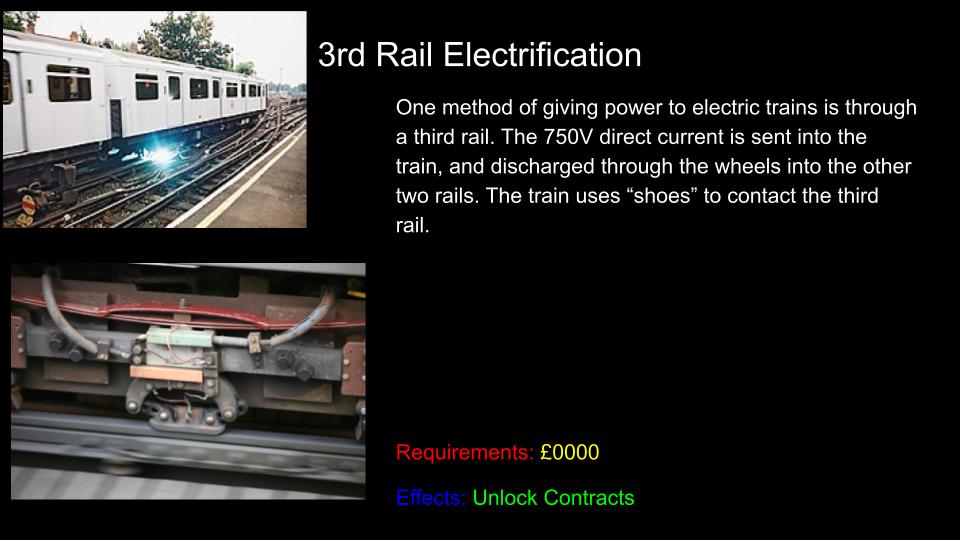 3rd Rail Electrification
One method of giving power to electric trains is through
a third rail. The 750V direct current is sent into the
train, and discharged through the wheels into the other
two rails. The train uses “shoes” to contact the third
rail.
Requirements: £0000
Effects: Unlock Contracts